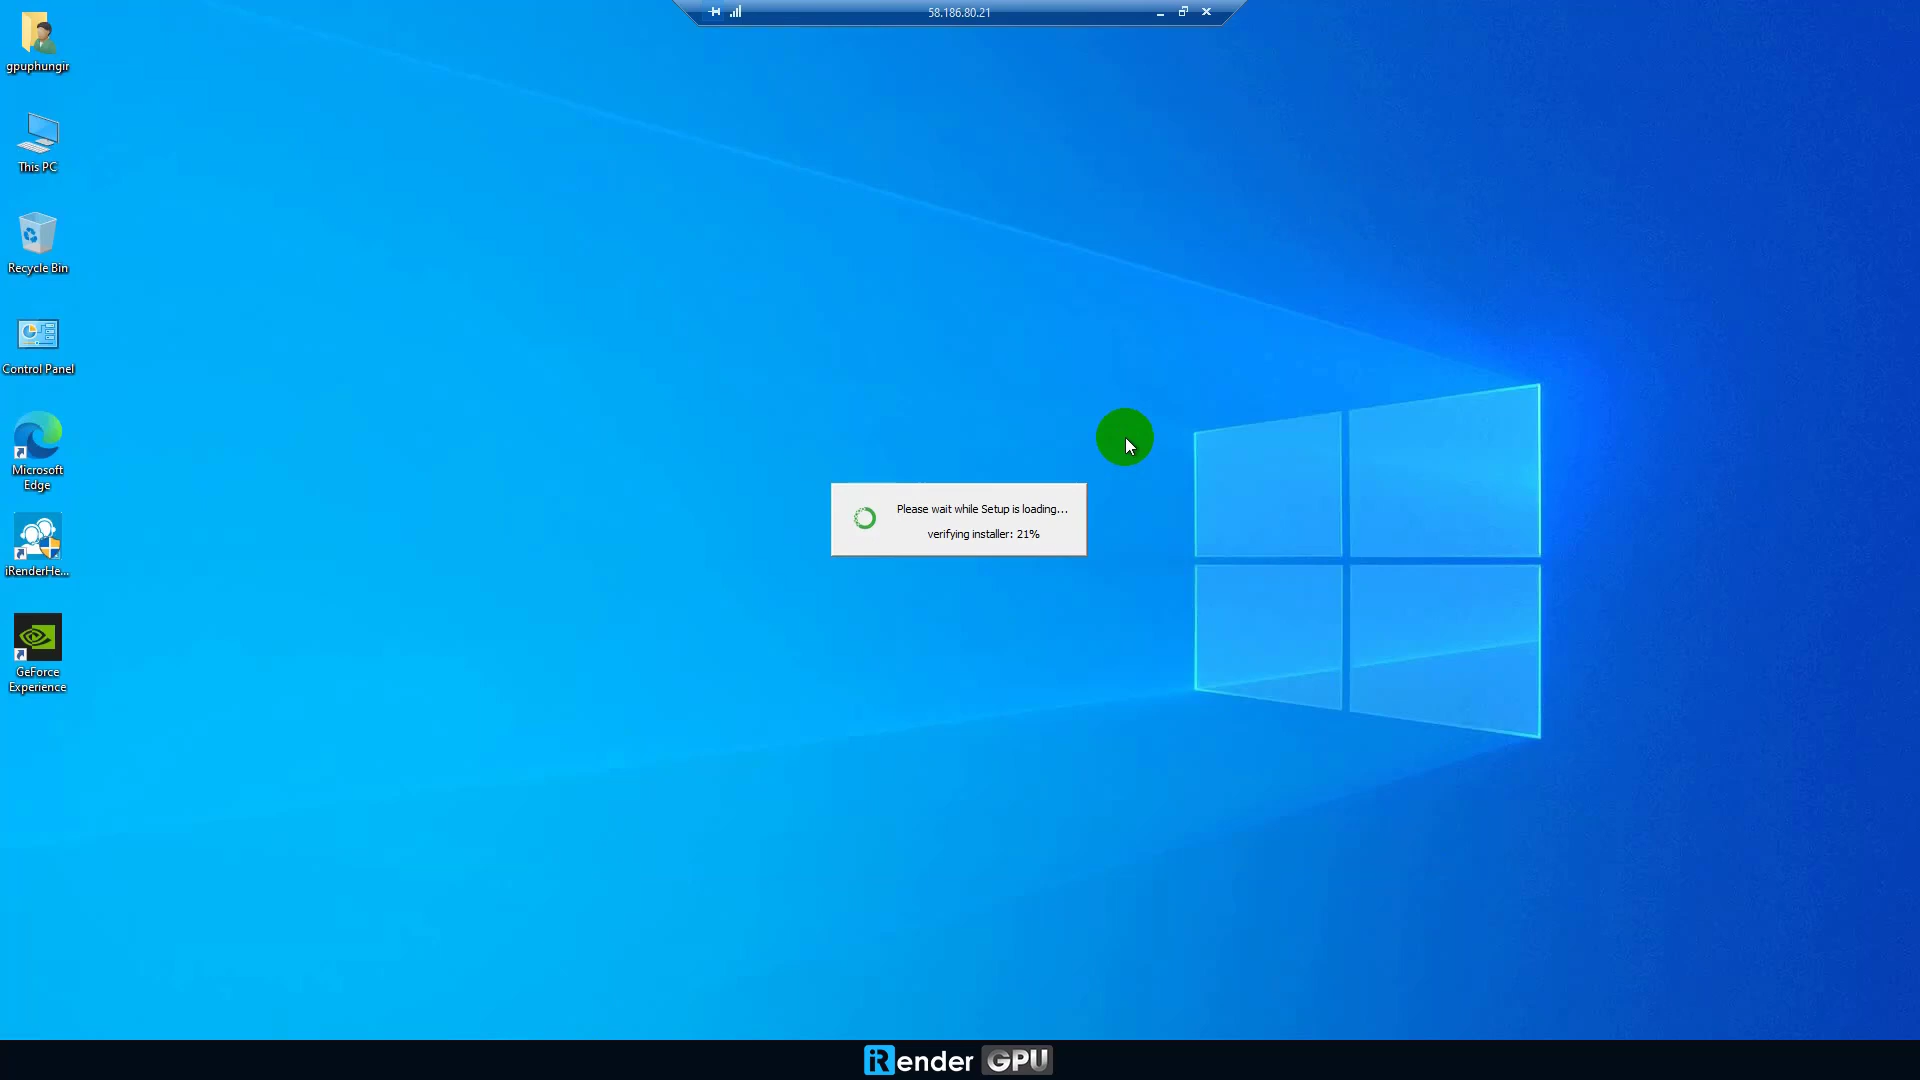 58.186.80.21
gpuphungir
This PC
Recycle Bin
Control Panel
Microsoft
Edge
iRenderHe...
GeForce
Experience
Please wait while Setup is loading...
verifying installer: 21%
iRender GPU